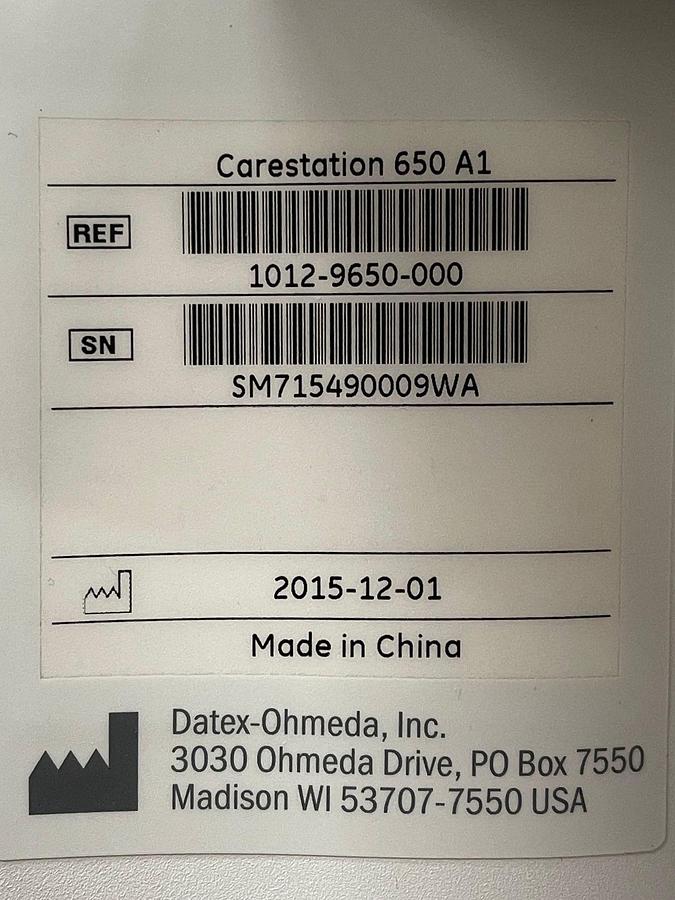 Carestation 650 A1
REF
1012-9650-000
SN
SM715490009WA
2015-12-01
Made in China
Datex-Ohmeda, Inc.
3030 Ohmeda Drive, PO Box 7550
Madison WI 53707-7550 USA